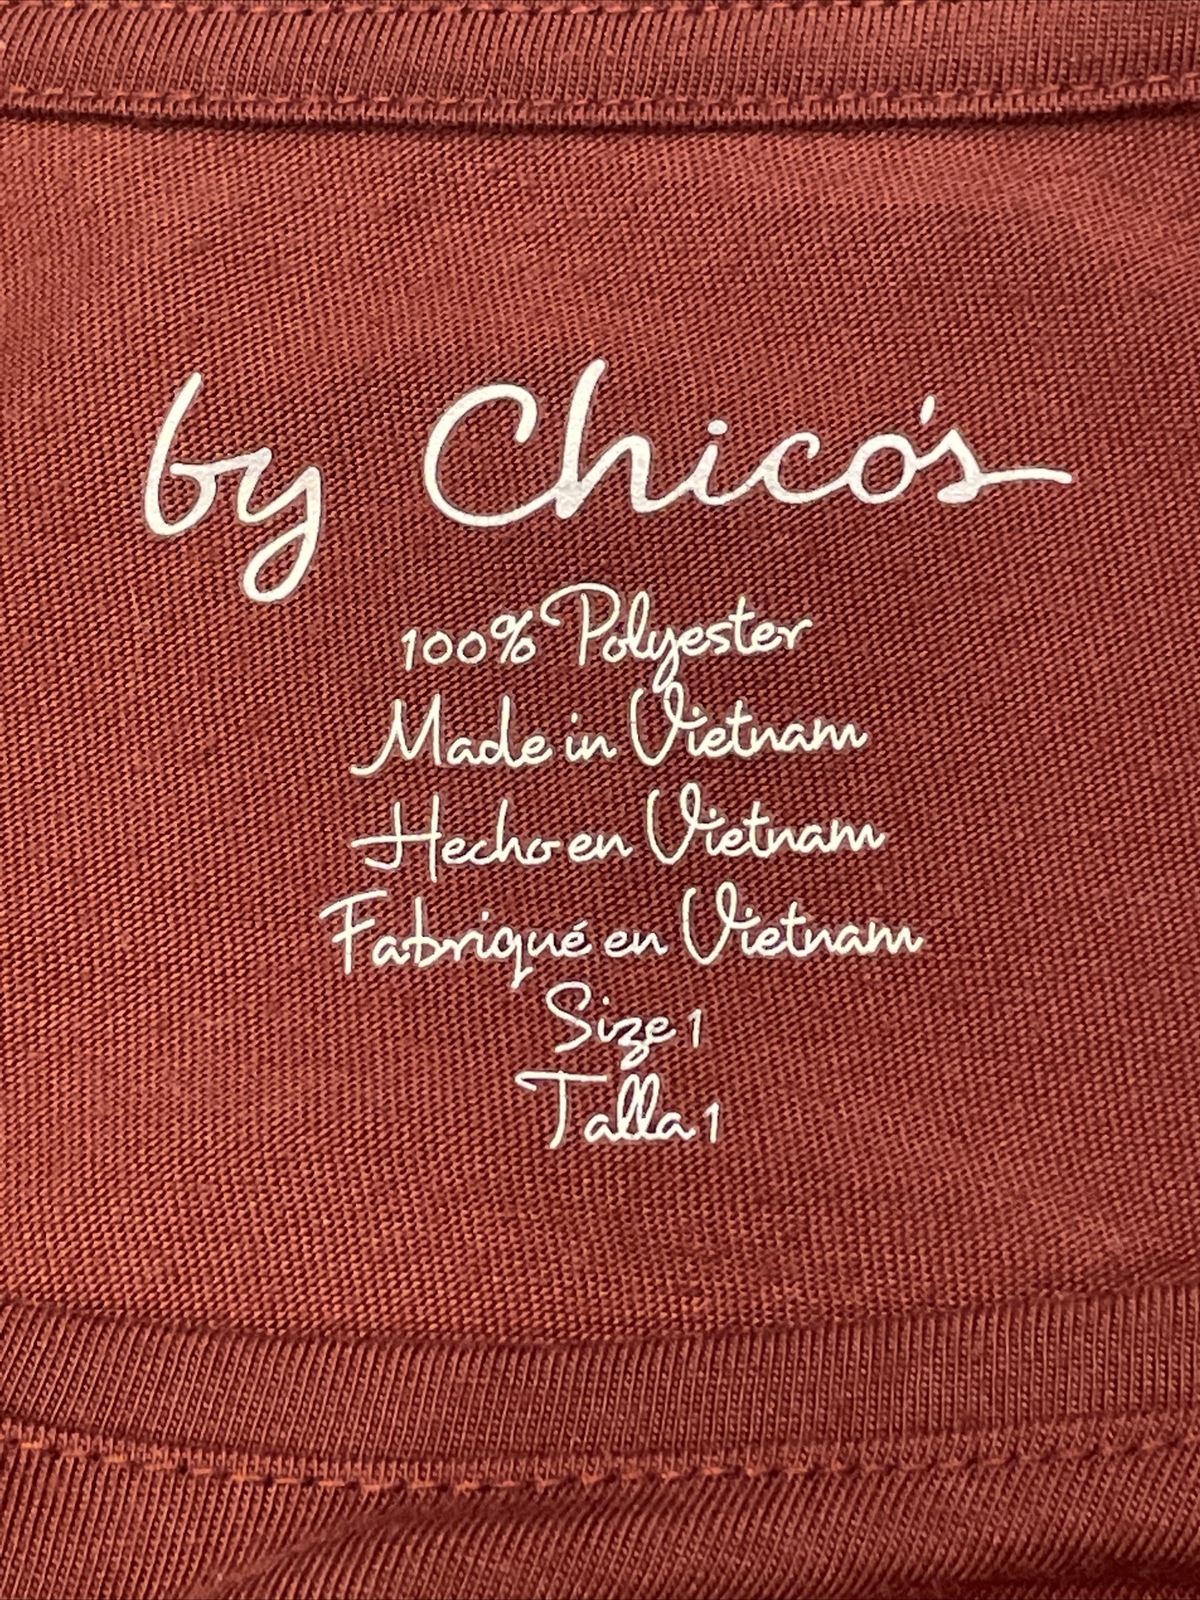 by Chico's
100% Polyester
Made in Vietnam
Hecho en Vietnam
Fabriqué en Vietnam
Size 1
Talla 1